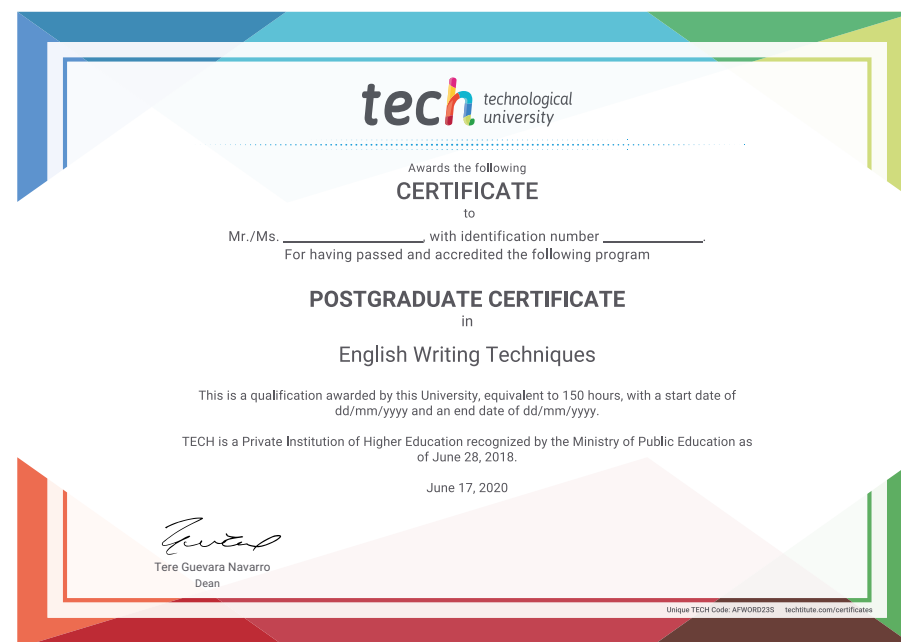 tech technological
university
Awards the following
CERTIFICATE
to
Mr./Ms. ____________________, with identification number ______________.
For having passed and accredited the following program
POSTGRADUATE CERTIFICATE
in
English Writing Techniques
This is a qualification awarded by this University, equivalent to 150 hours, with a start date of
dd/mm/yyyy and an end date of dd/mm/yyyy.
TECH is a Private Institution of Higher Education recognized by the Ministry of Public Education as
of June 28, 2018.
June 17, 2020
Tere Guevara Navarro
Dean
Unique TECH Code: AFWORD23S techtitute.com/certificates